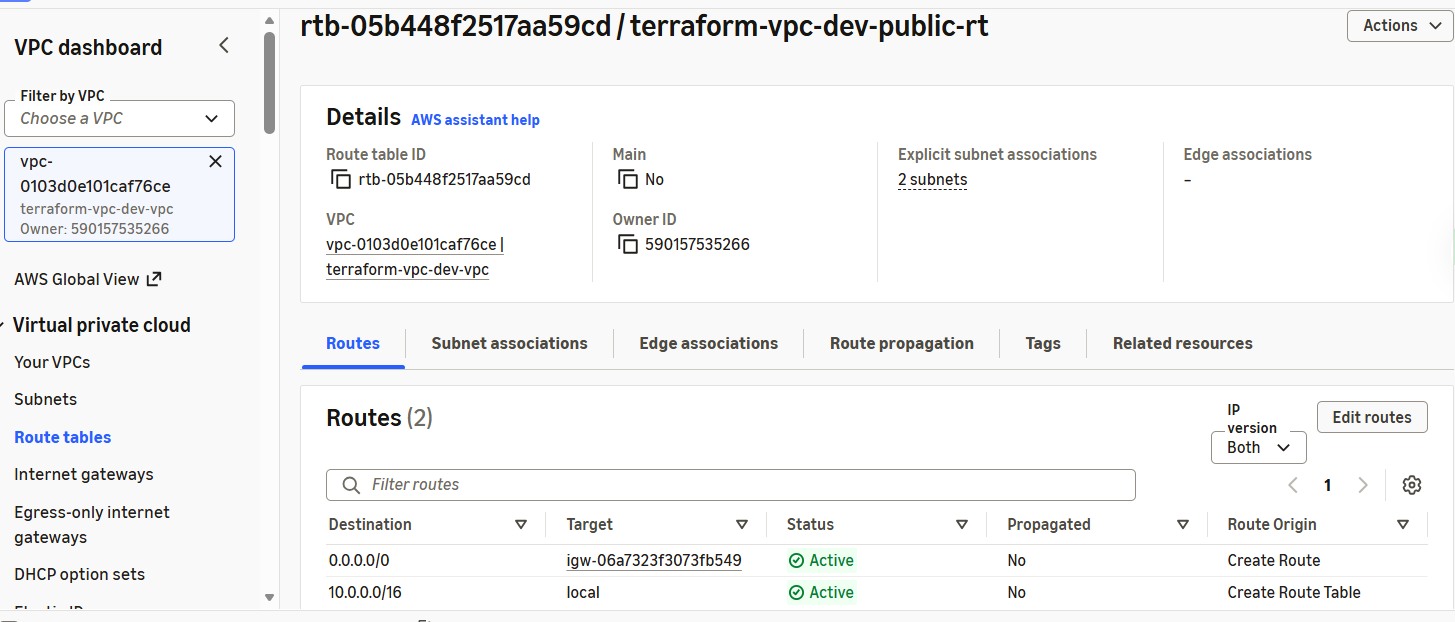 rtb-05b448f2517aa59cd / terraform-vpc-dev-public-rt
Actions
VPC dashboard
Filter by VPC
Choose a VPC
vpc-
0103d0e101caf76ce
terraform-vpc-dev-vpc
Owner: 590157535266
AWS Global View
Virtual private cloud
Your VPCs
Subnets
Route tables
Internet gateways
Egress-only internet
gateways
DHCP option sets
Details AWS assistant help
Route table ID
rtb-05b448f2517aa59cd
Main
No
Explicit subnet associations
2 subnets
Edge associations
–
VPC
vpc-0103d0e101caf76ce |
terraform-vpc-dev-vpc
Owner ID
590157535266
Routes Subnet associations Edge associations Route propagation Tags Related resources
Routes (2)
IP
version
Both
Edit routes
Filter routes
1
Destination Target Status Propagated Route Origin
0.0.0.0/0 igw-06a7323f3073fb549 Active No Create Route
10.0.0.0/16 local Active No Create Route Table